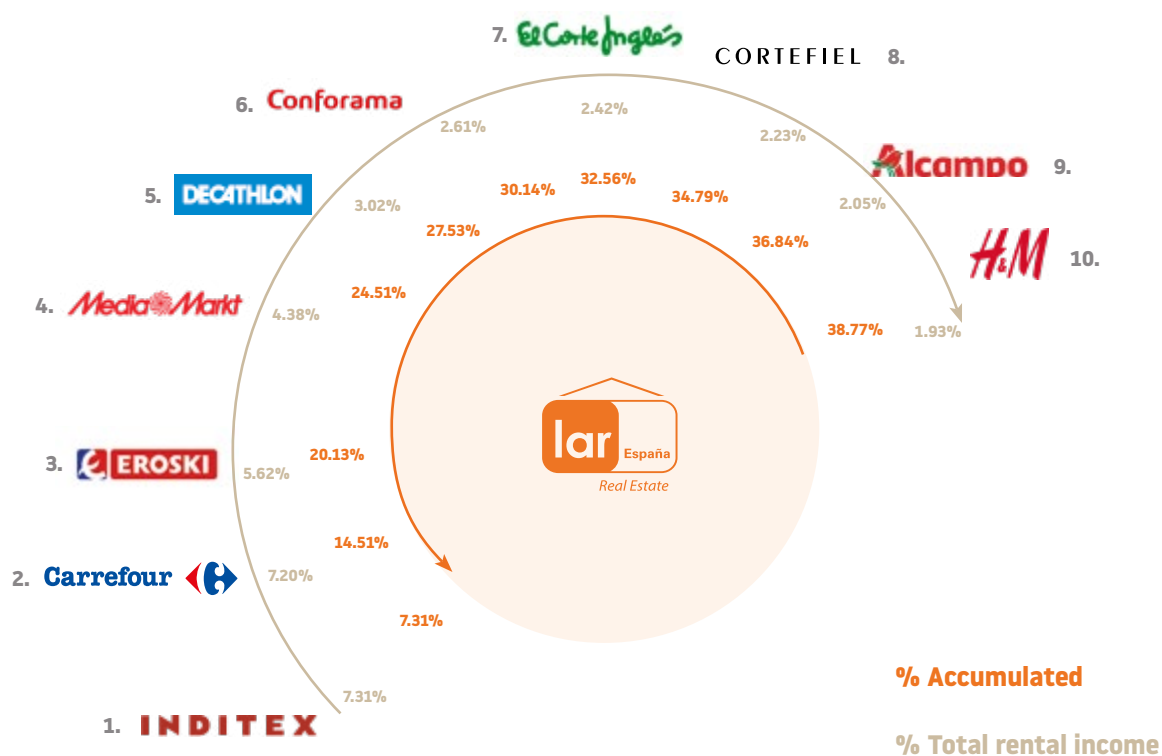 7. El Corte Inglés
CORTEFIEL 8.
6. Conforama
2.61%
2.42%
2.23%
Alcampo 9.
5. DECATHLON
3.02%
30.14%
32.56%
34.79%
2.05%
27.53%
36.84%
H&M 10.
4. Media Markt
4.38%
24.51%
38.77%
1.93%
lar
España
Real Estate
3. EROSKI
5.62%
20.13%
14.51%
2. Carrefour
7.20%
7.31%
% Accumulated
7.31%
1. INDITEX
% Total rental income